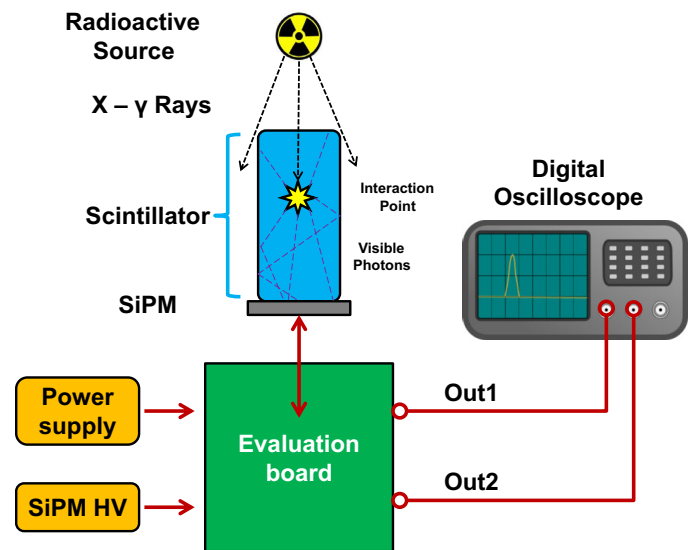 Radioactive
Source
X – γ Rays
Scintillator
Interaction
Point
Visible
Photons
SiPM
Digital
Oscilloscope
Power
supply
SiPM HV
Evaluation
board
Out1
Out2